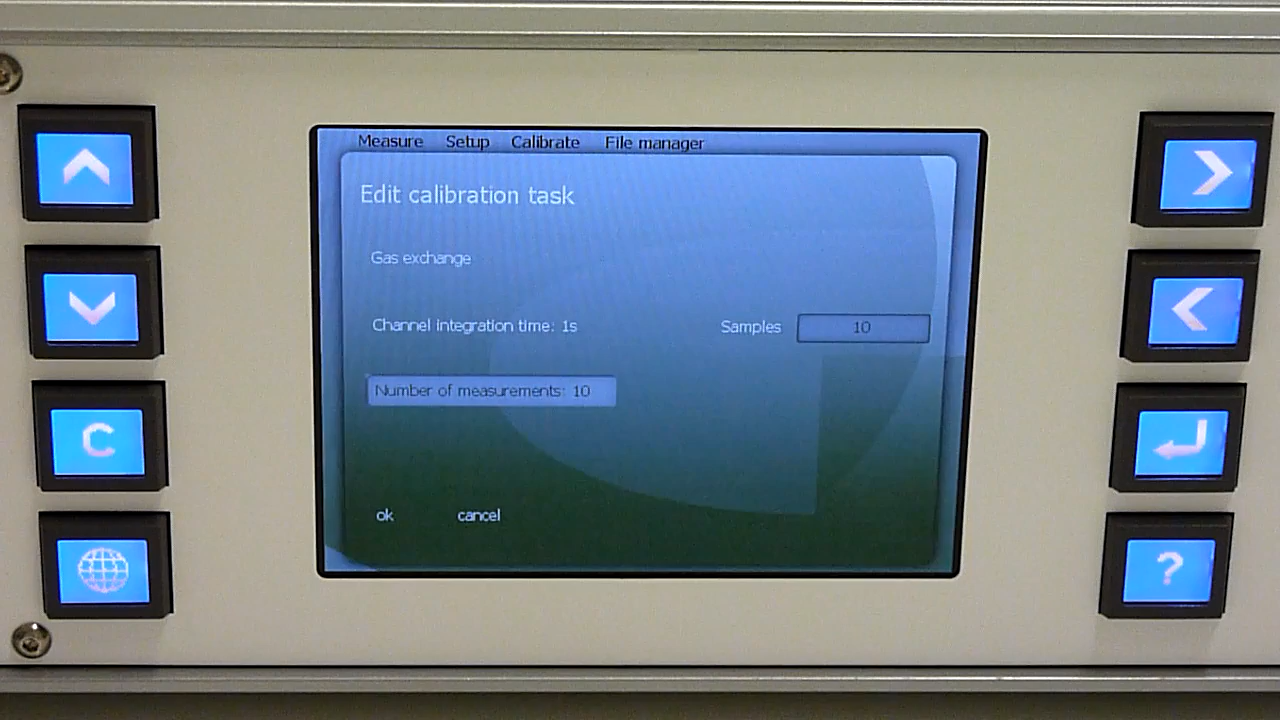 Measure Setup Calibrate File manager
Edit calibration task
Gas exchange
Channel integration time: 1s Samples 10
Number of measurements: 10
ok cancel
C
?